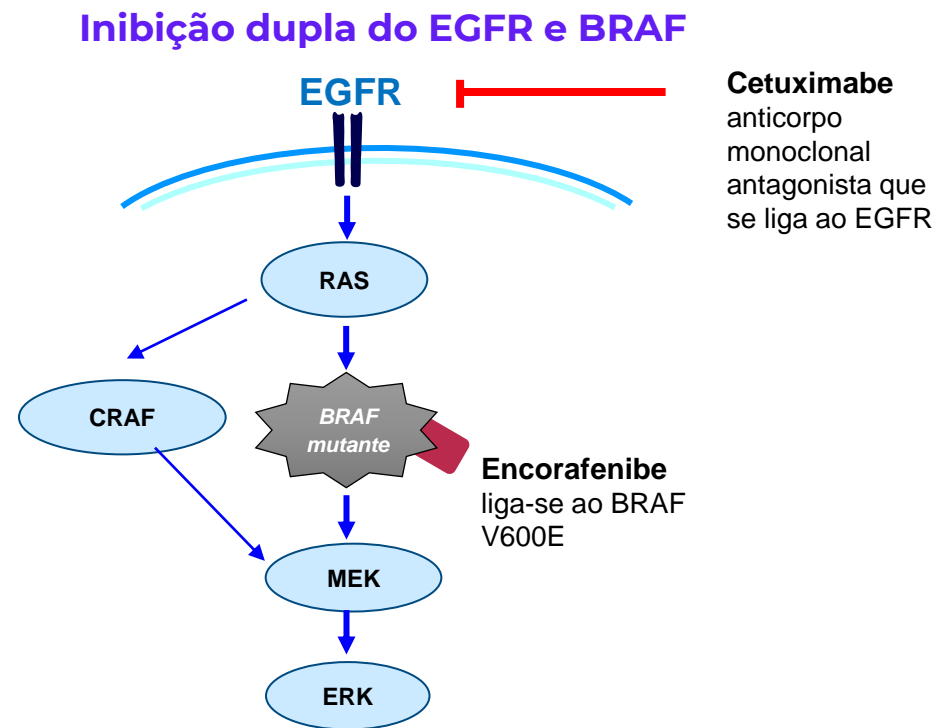 Inibição dupla do EGFR e BRAF
EGFR
Cetuximabe
anticorpo
monoclonal
antagonista que
se liga ao EGFR
RAS
CRAF
BRAF
mutante
Encorafenibe
liga-se ao BRAF
V600E
MEK
ERK